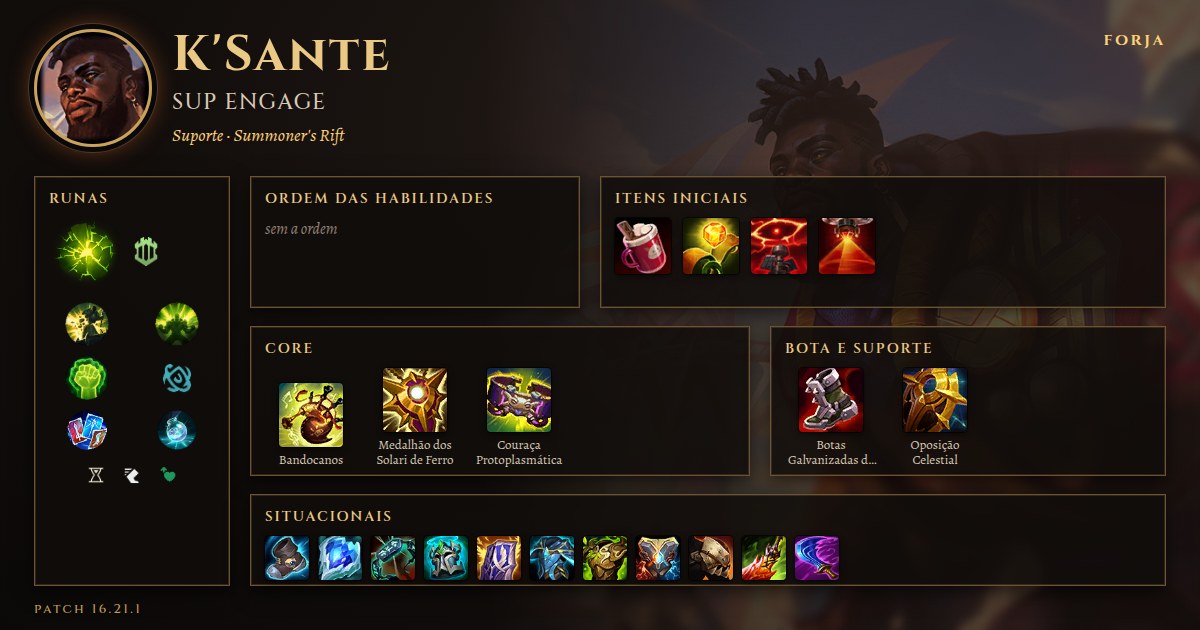 K'SANTE
FORJA
SUP ENGAGE
Suporte · Summoner's Rift
RUNAS
ORDEM DAS HABILIDADES
sem a ordem
ITENS INICIAIS
CORE
Bandocanos
Medalhão dos
Solari de Ferro
Couraça
Protoplasmática
BOTA E SUPORTE
Botas
Galvanizadas d...
Oposição
Celestial
SITUACIONAIS
PATCH 16.21.1